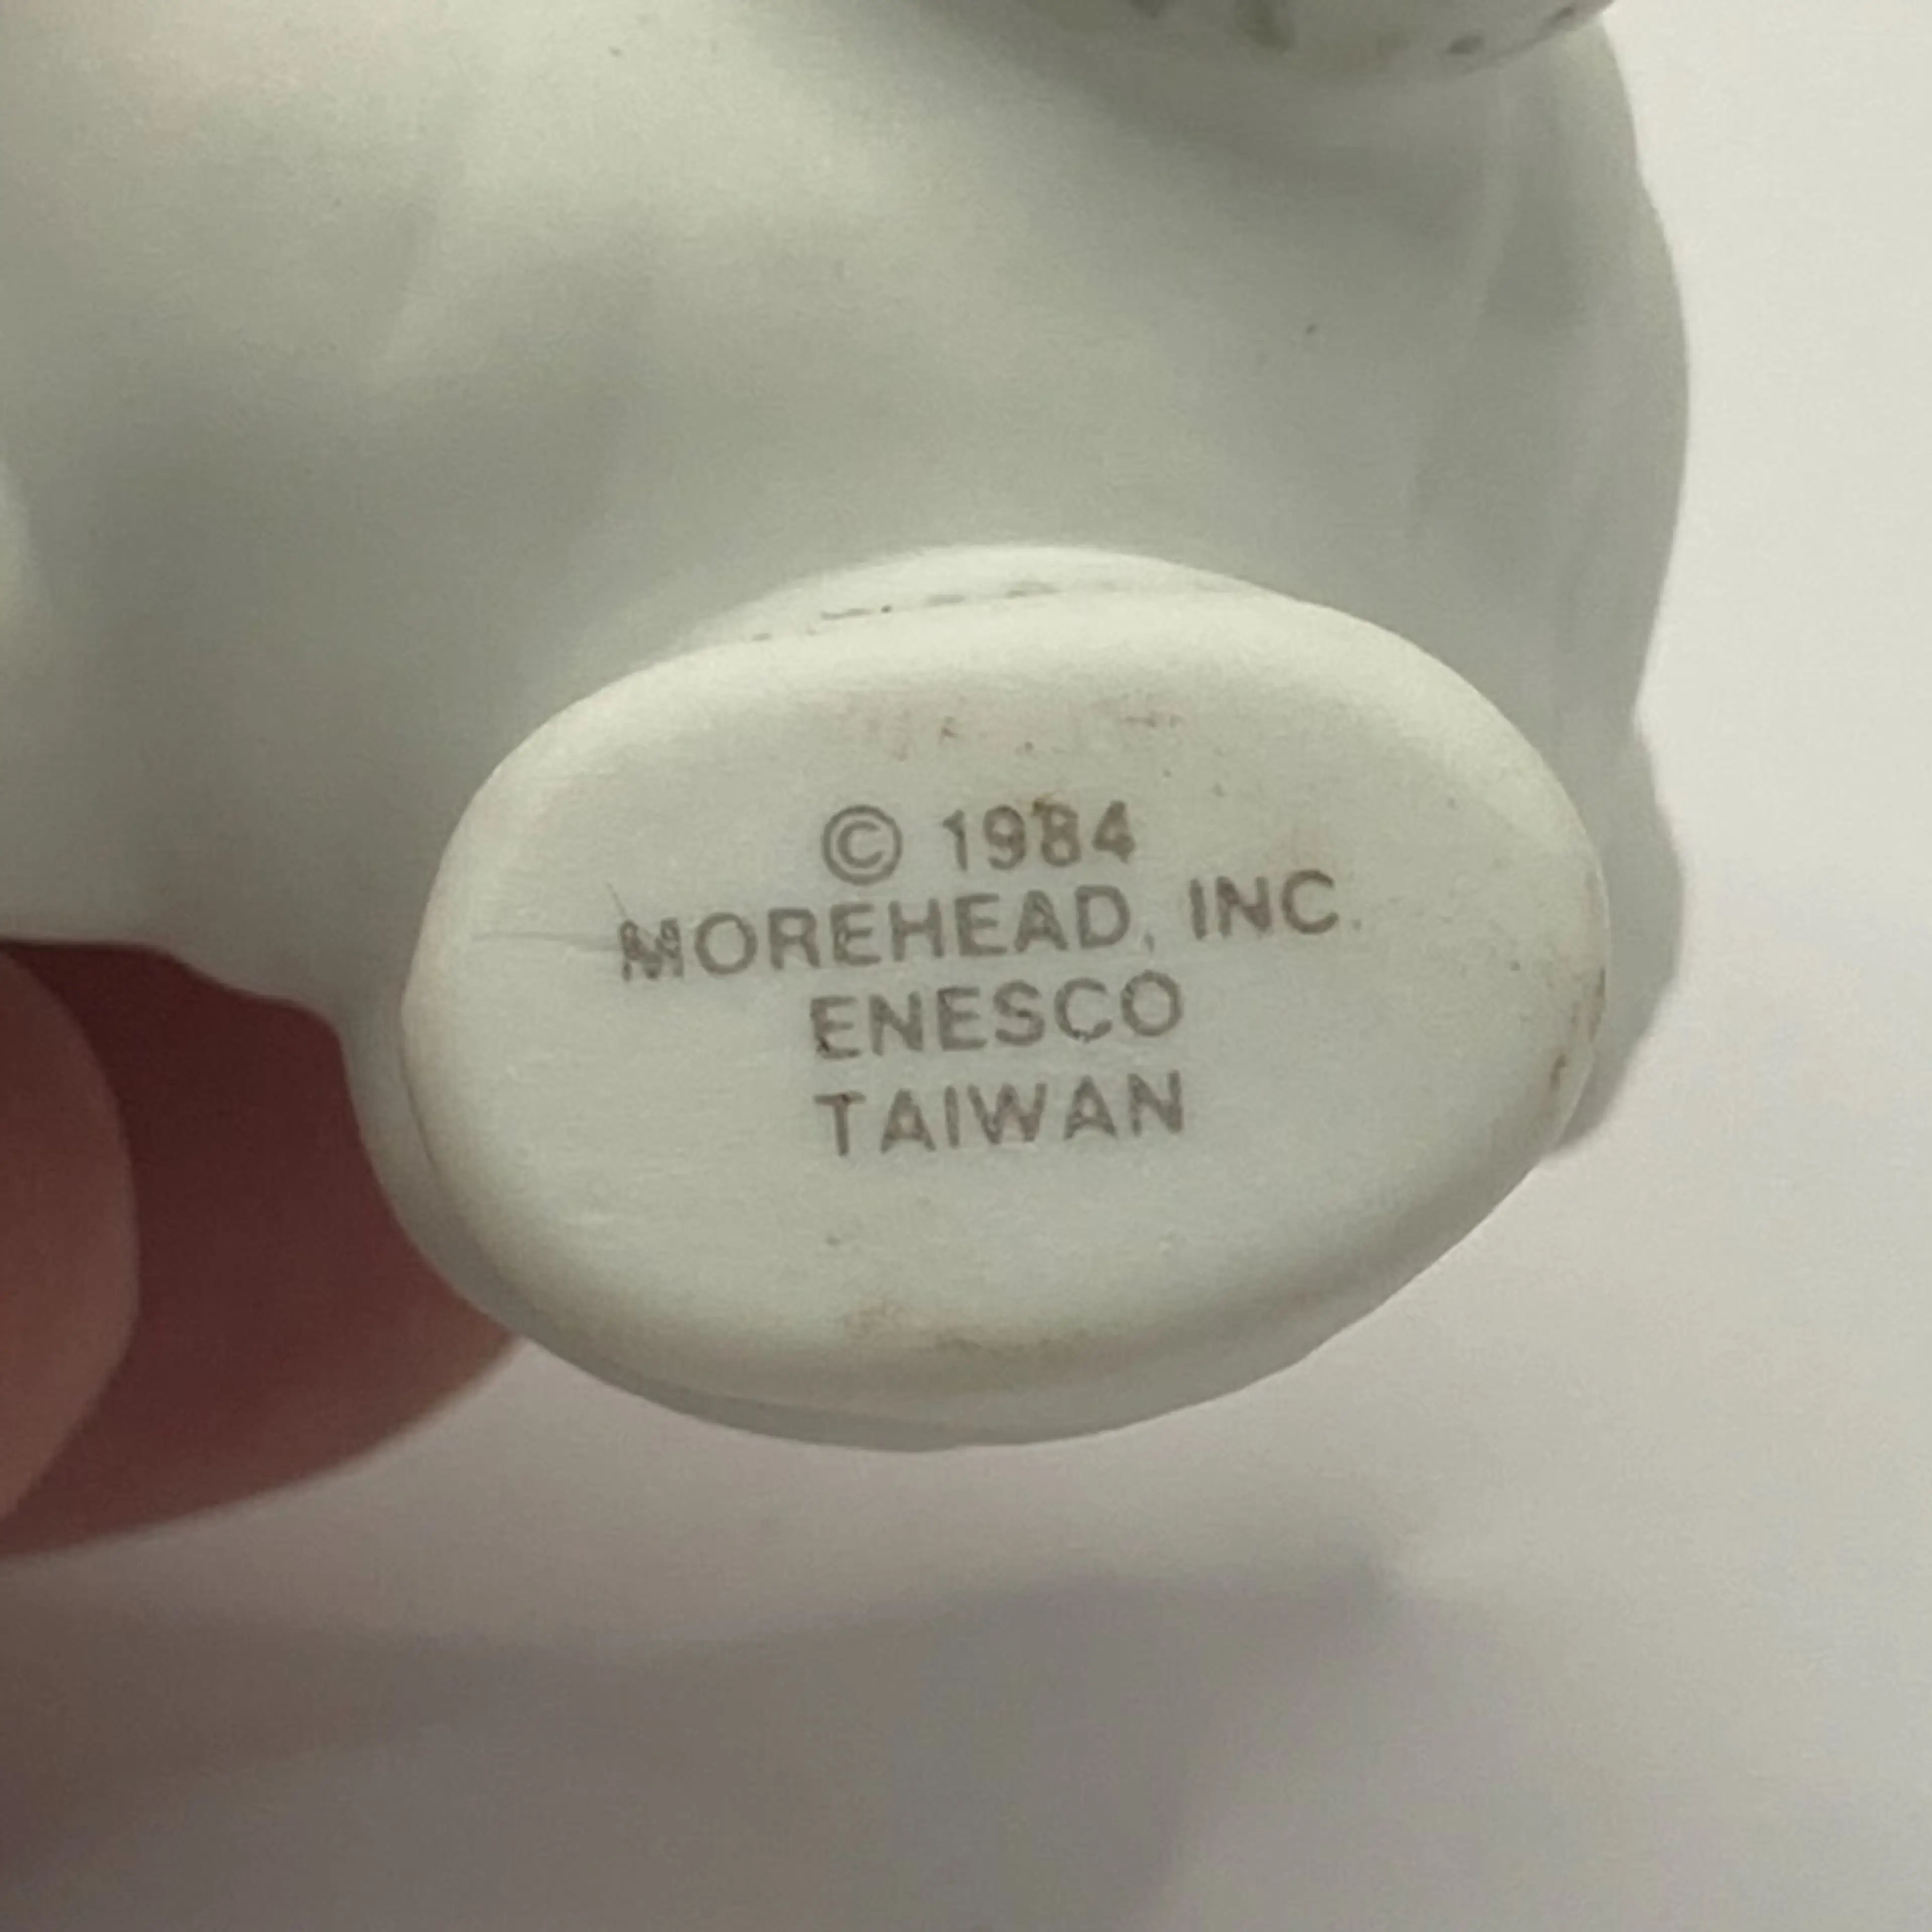 © 1984
MOREHEAD, INC.
ENESCO
TAIWAN